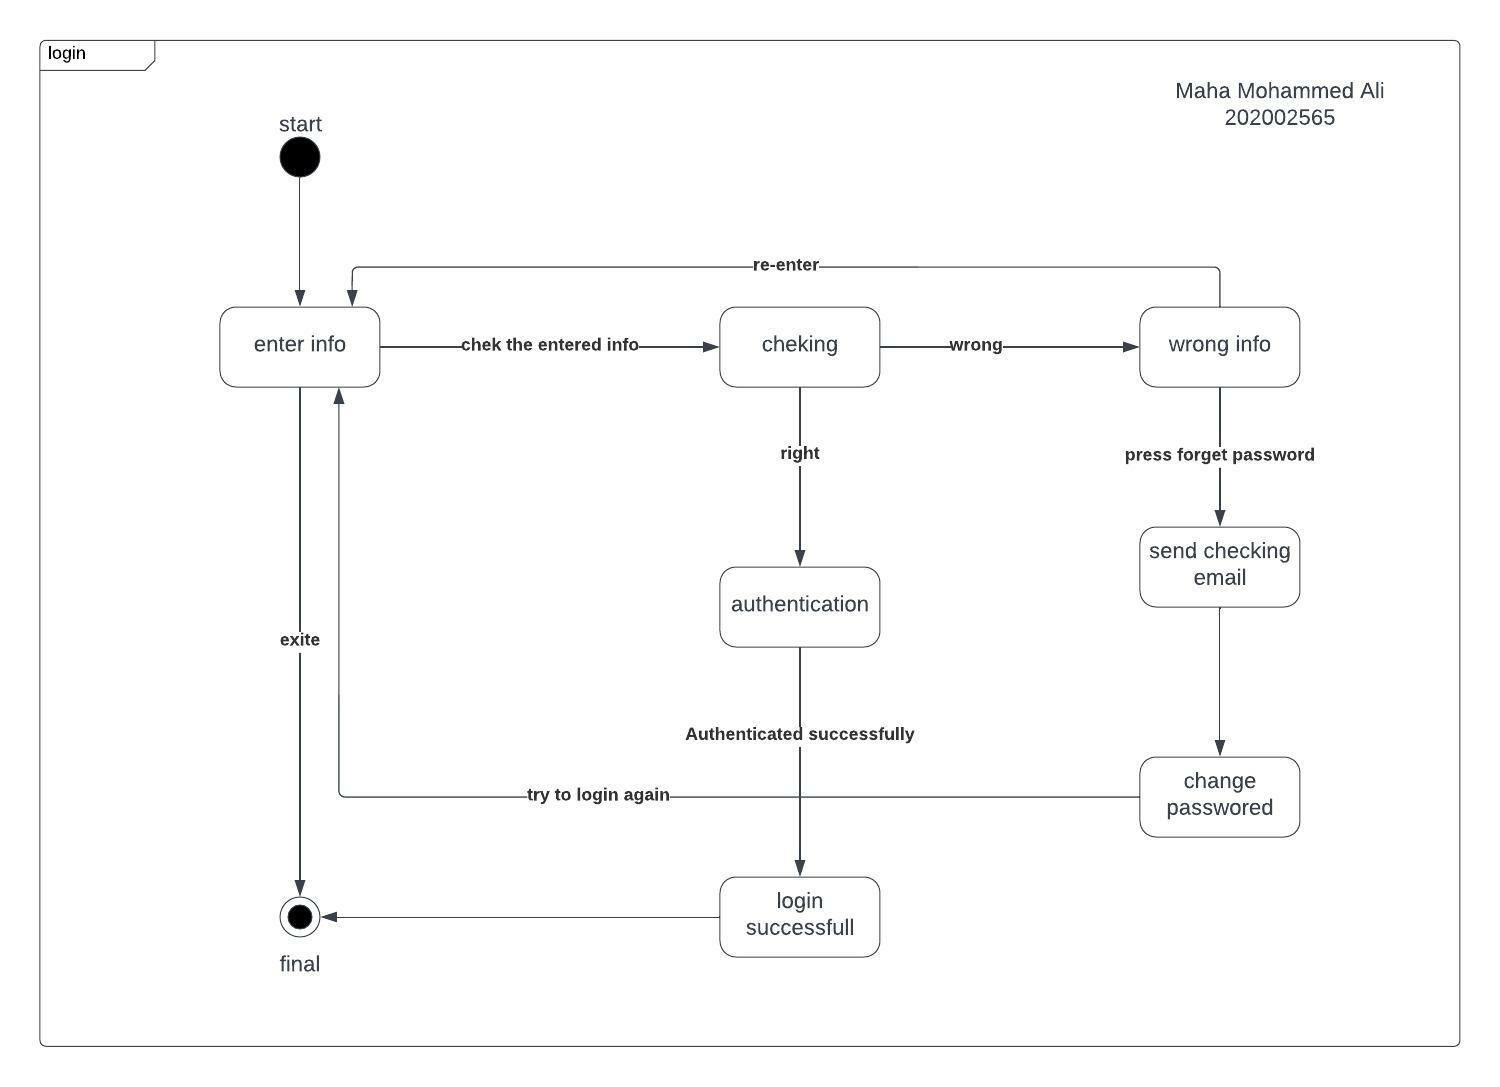 login
Maha Mohammed Ali
202002565
start
re-enter
enter info
chek the entered info
cheking
wrong
wrong info
right
press forget password
send checking
email
authentication
exite
Authenticated successfully
try to login again
change
passwored
login
successfull
final